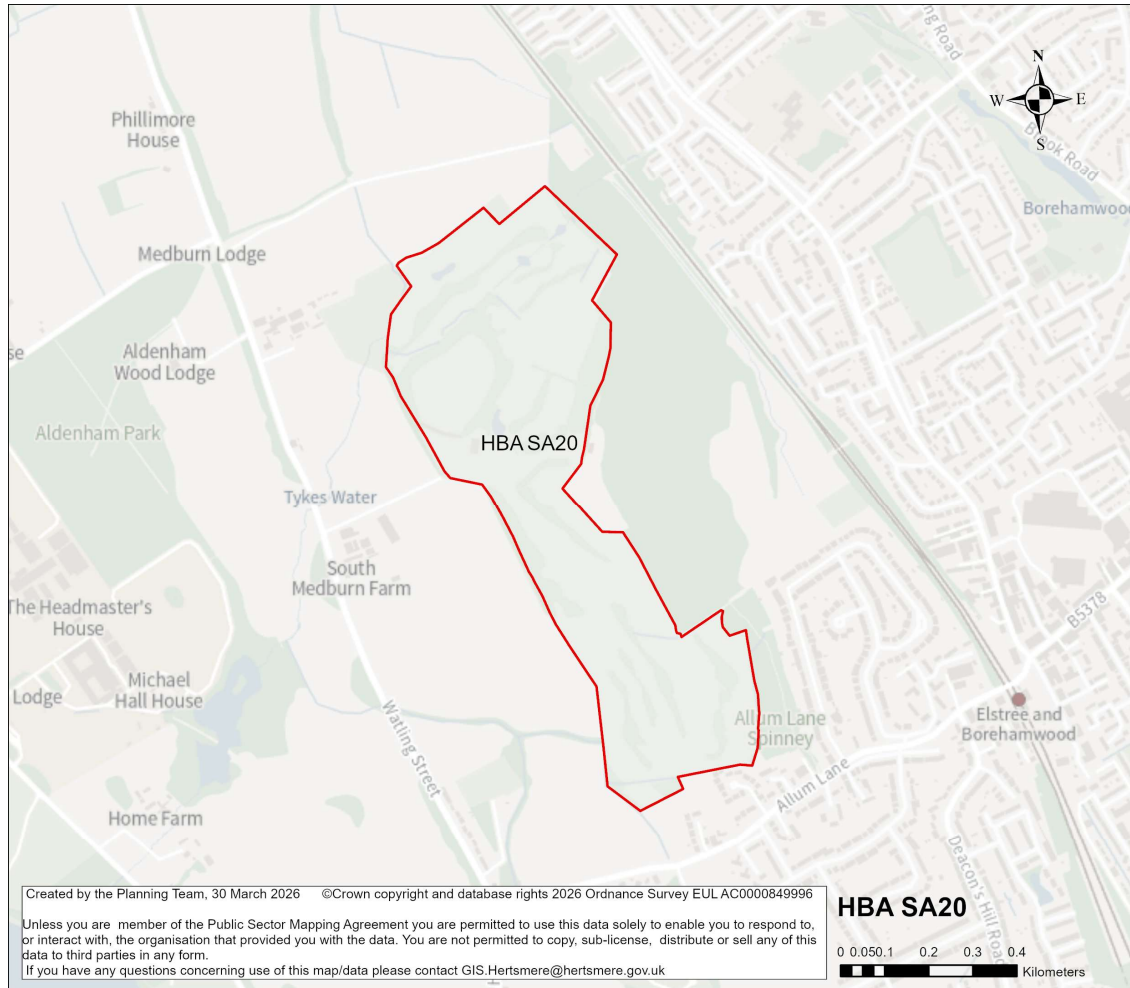 ng Road
N
W
E
S
Brook Road
Phillimore
House
Borehamwood
Medburn Lodge
se
Aldenham
Wood Lodge
Aldenham Park
HBA SA20
Tykes Water
South
Medburn Farm
The Headmaster's
House
B5378
Lodge
Michael
Hall House
Watling Street
Allum Lane
Spinney
Elstree and
Borehamwood
Allum Lane
Home Farm
Deacon's Hill Road
Created by the Planning Team, 30 March 2026 ©Crown copyright and database rights 2026 Ordnance Survey EUL AC0000849996
Unless you are member of the Public Sector Mapping Agreement you are permitted to use this data solely to enable you to respond to,
or interact with, the organisation that provided you with the data. You are not permitted to copy, sub-license, distribute or sell any of this
data to third parties in any form.
If you have any questions concerning use of this map/data please contact GIS.Hertsmere@hertsmere.gov.uk
HBA SA20
0 0.050.1 0.2 0.3 0.4
Kilometers